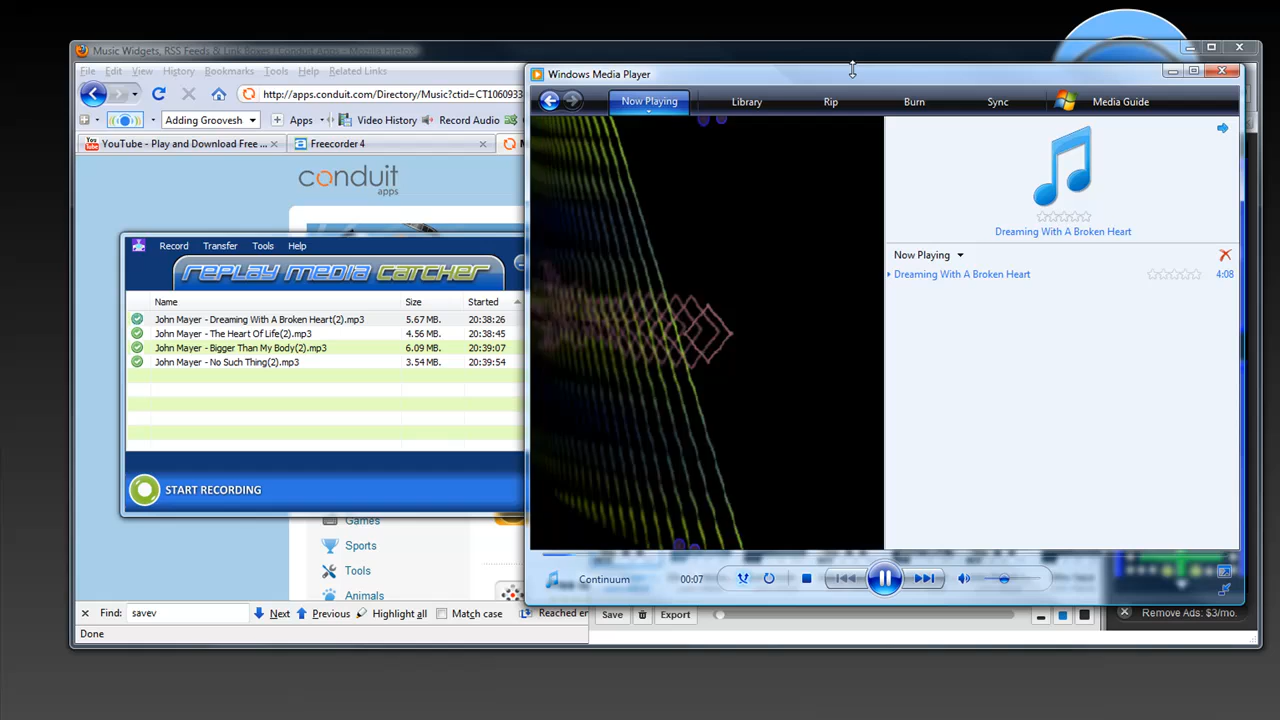 Music Widgets, RSS Feeds & Link Boxes | Conduit Apps - Mozilla Firefox
File Edit View History Bookmarks Tools Help Related Links
http://apps.conduit.com/Directory/Music?ctid=CT1060933
Adding Groovesh Apps Video History Record Audio
YouTube - Play and Download Free ... Freecorder 4
conduit
apps
Record Transfer Tools Help
replay media catcher
Name Size Started
John Mayer - Dreaming With A Broken Heart(2).mp3 5.67 MB. 20:38:26
John Mayer - The Heart Of Life(2).mp3 4.56 MB. 20:38:45
John Mayer - Bigger Than My Body(2).mp3 6.09 MB. 20:39:07
John Mayer - No Such Thing(2).mp3 3.54 MB. 20:39:54
START RECORDING
Games
Sports
Tools
Animals
Find: savev Next Previous Highlight all Match case Reached en
Done
Windows Media Player
Now Playing Library Rip Burn Sync Media Guide
Dreaming With A Broken Heart
Now Playing
Dreaming With A Broken Heart 4:08
Continuum 00:07
Save Export Remove Ads: $3/mo.